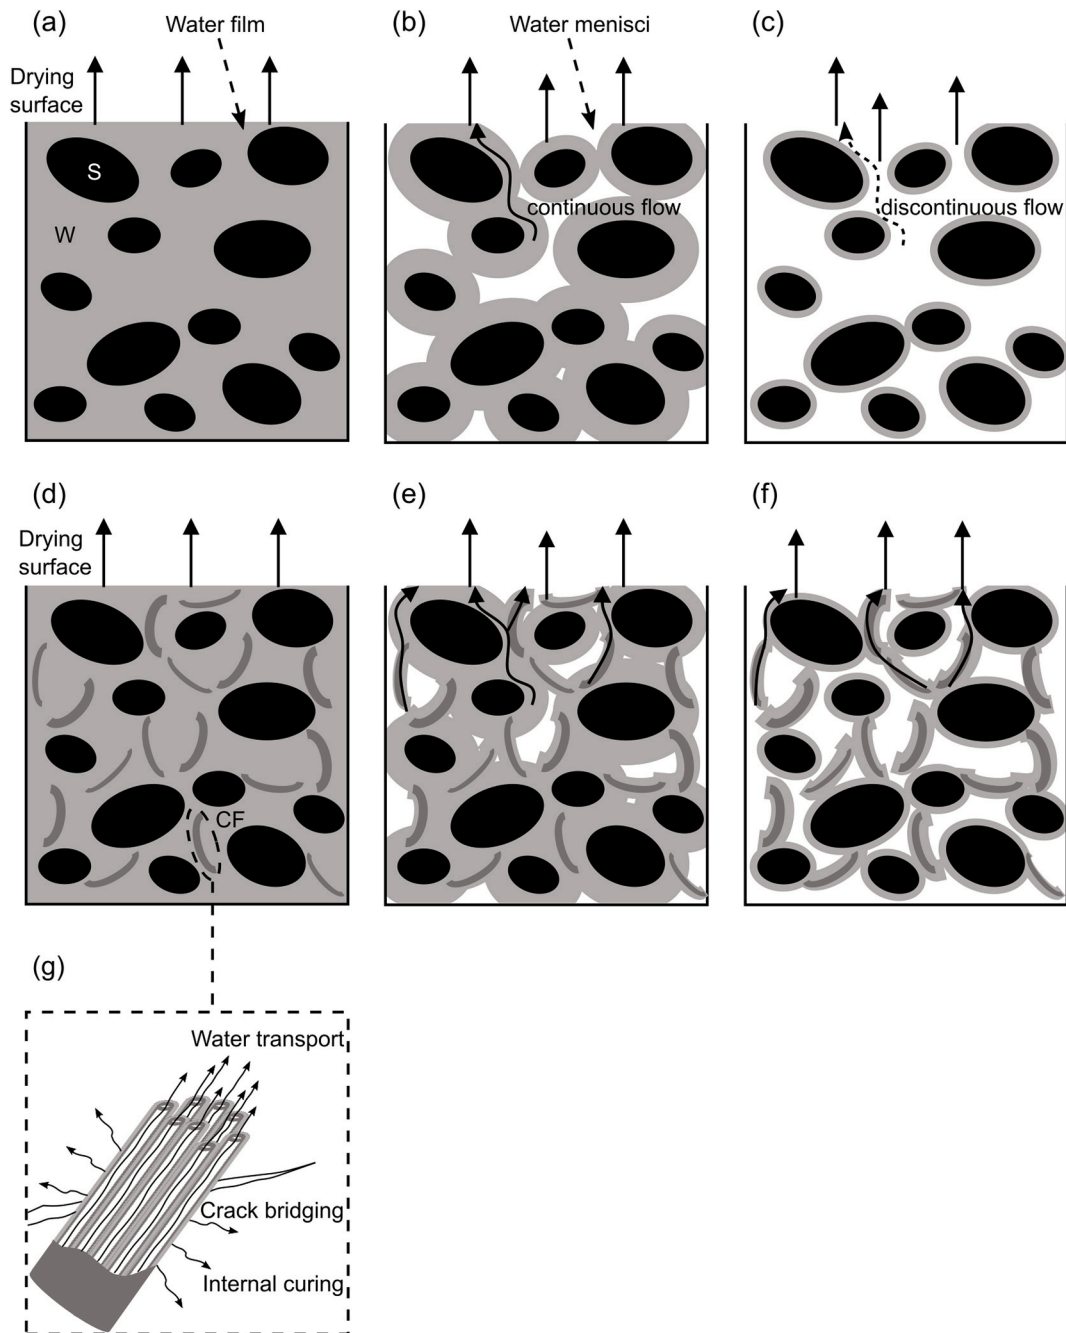 (a)
Water film
(b)
Water menisci
(c)
Drying
surface
S
W
continuous flow
discontinuous flow
(d)
(e)
(f)
Drying
surface
CF
(g)
Water transport
Crack bridging
Internal curing